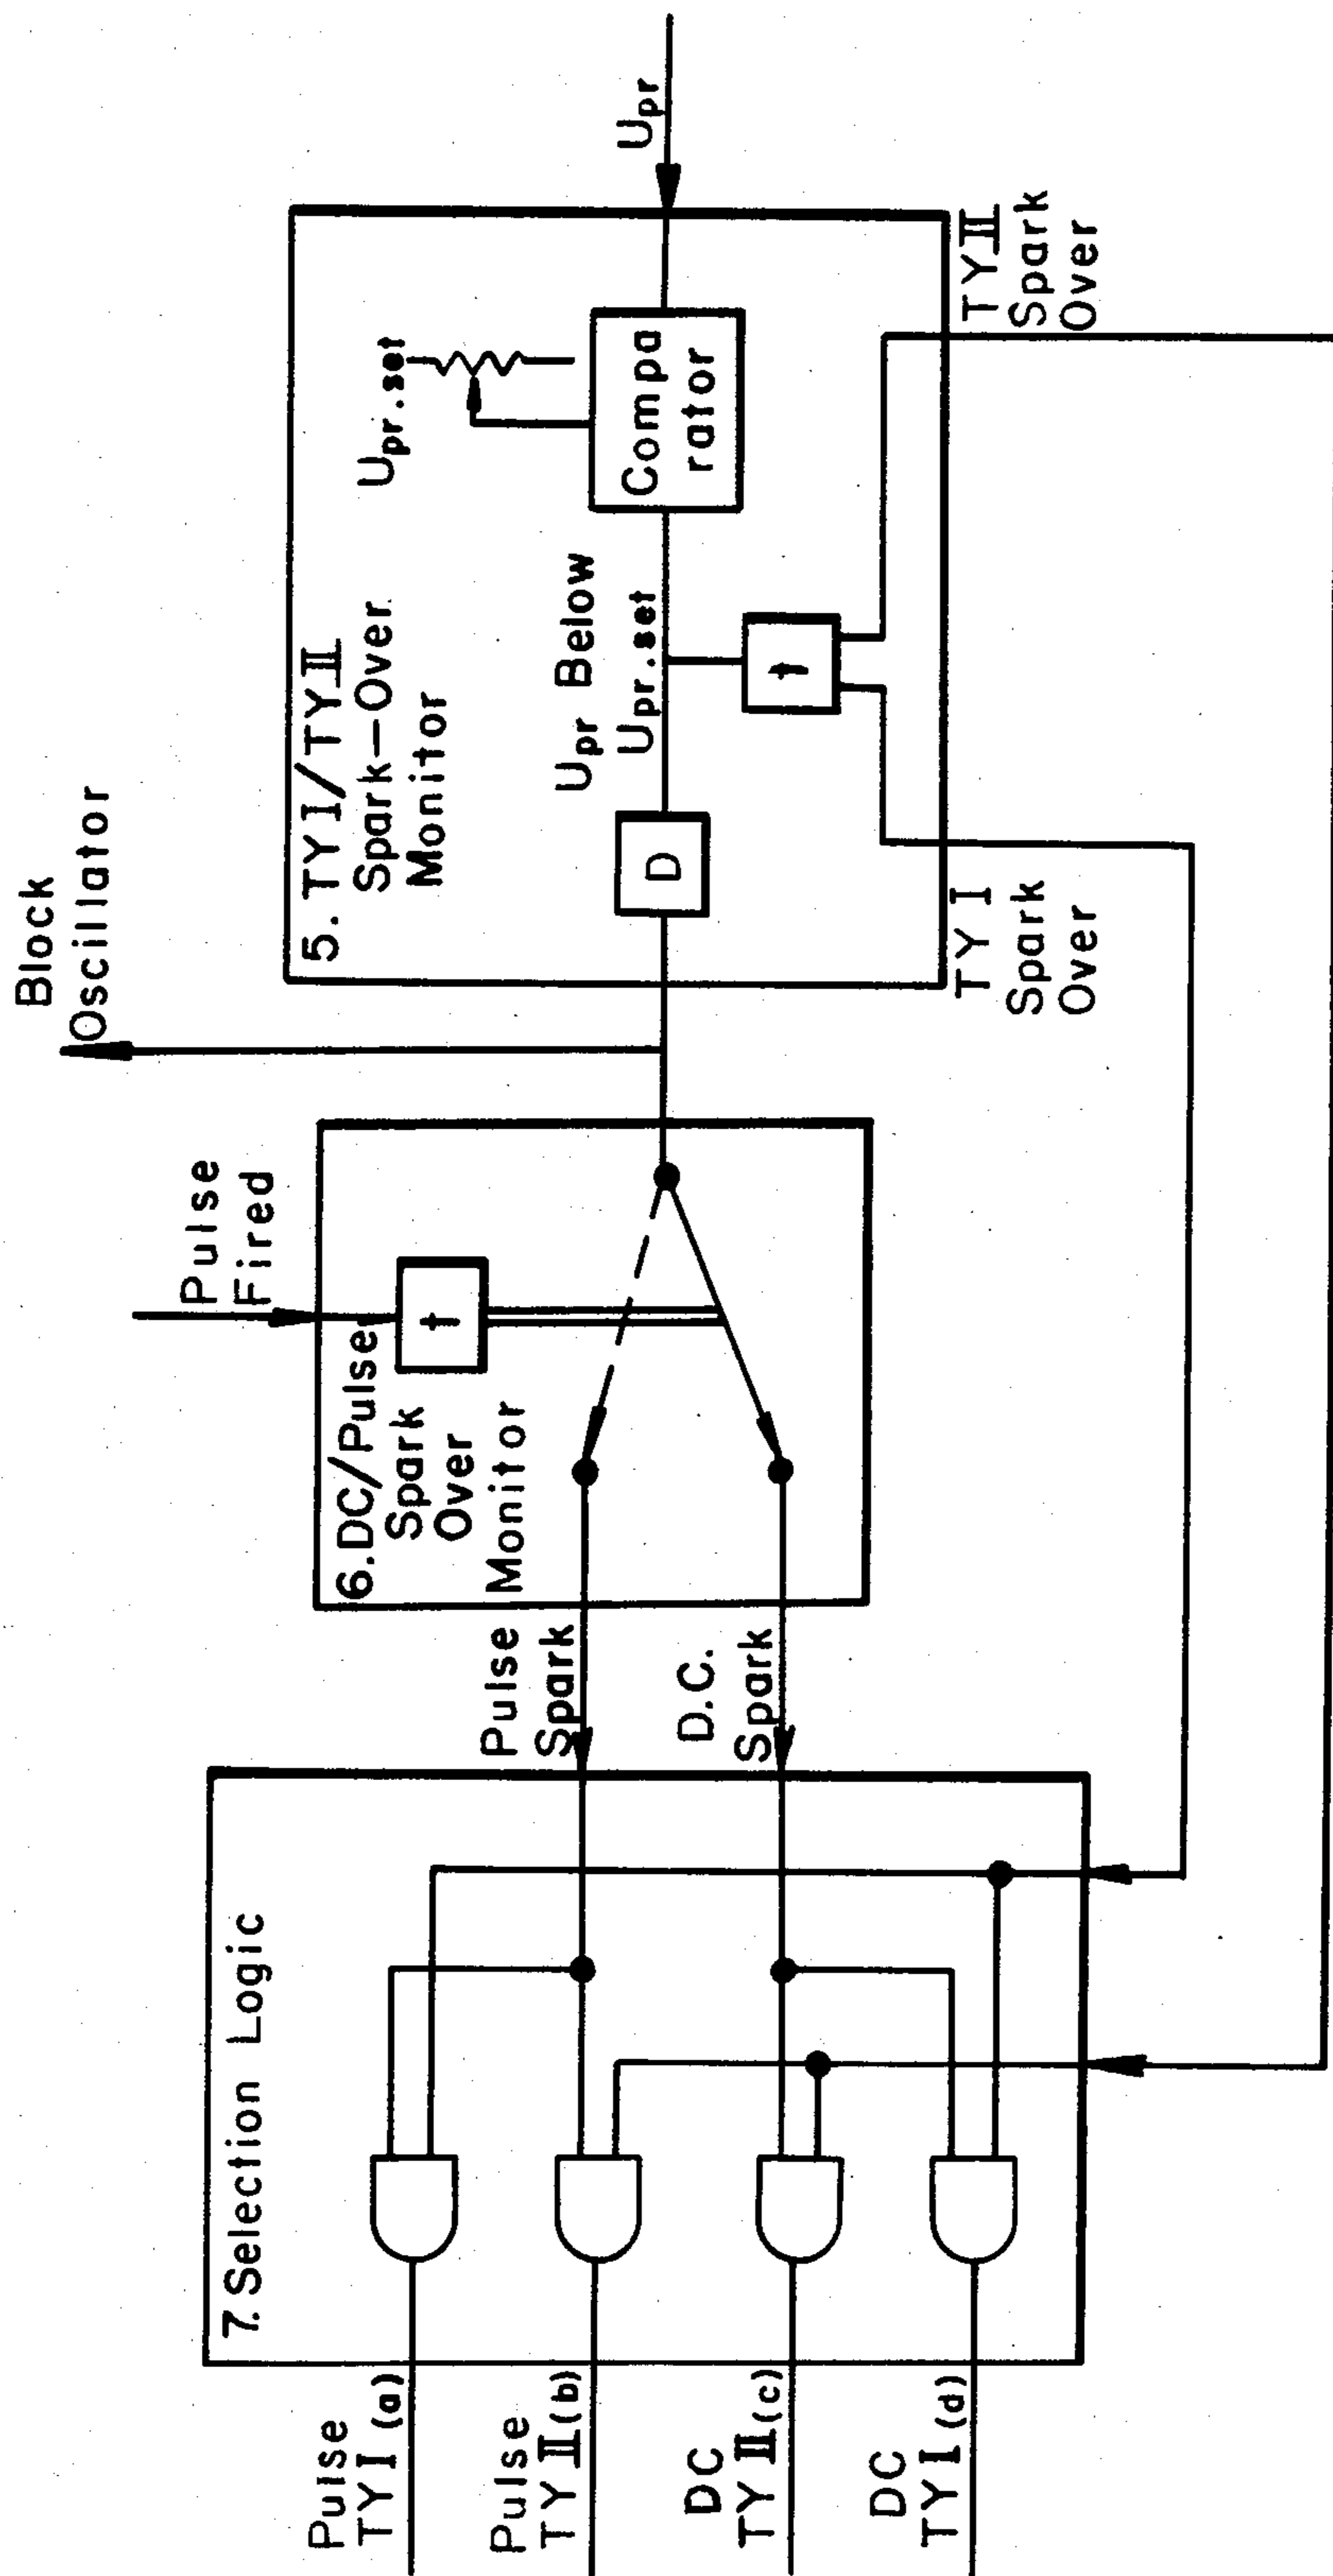 Block
Oscillator
Pulse
Fired
5. TYI/TYII
Spark-Over
Monitor
Upr.set
Upr
Compa
rator
Upr Below
Upr.set
D
t
TYII
Spark
Over
TYI
Spark
Over
6. DC/Pulse
Spark
Over
Monitor
t
Pulse
Spark
D.C.
Spark
7. Selection Logic
Pulse
TYI (a)
Pulse
TYII (b)
DC
TYII (c)
DC
TYI (d)